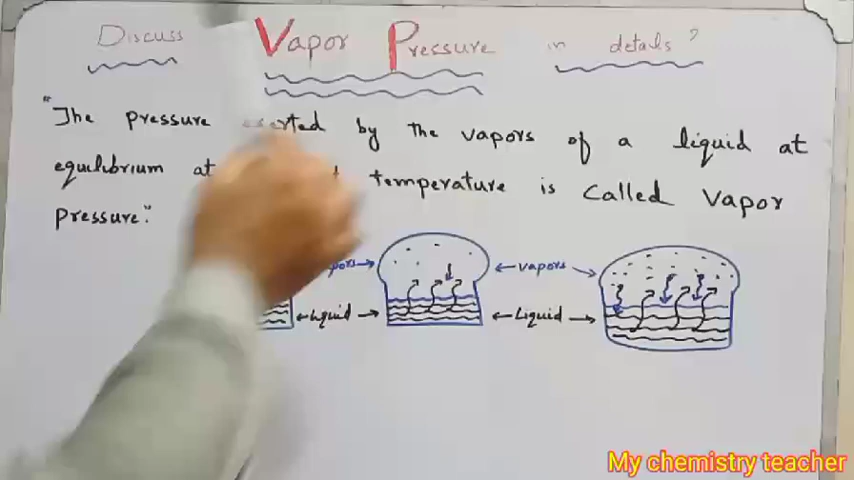 Discuss Vapor Pressure in details?
"The pressure exerted by the vapors of a liquid at
equilibrium at temperature is called Vapor
pressure."
vapors
Liquid
Liquid
My chemistry teacher